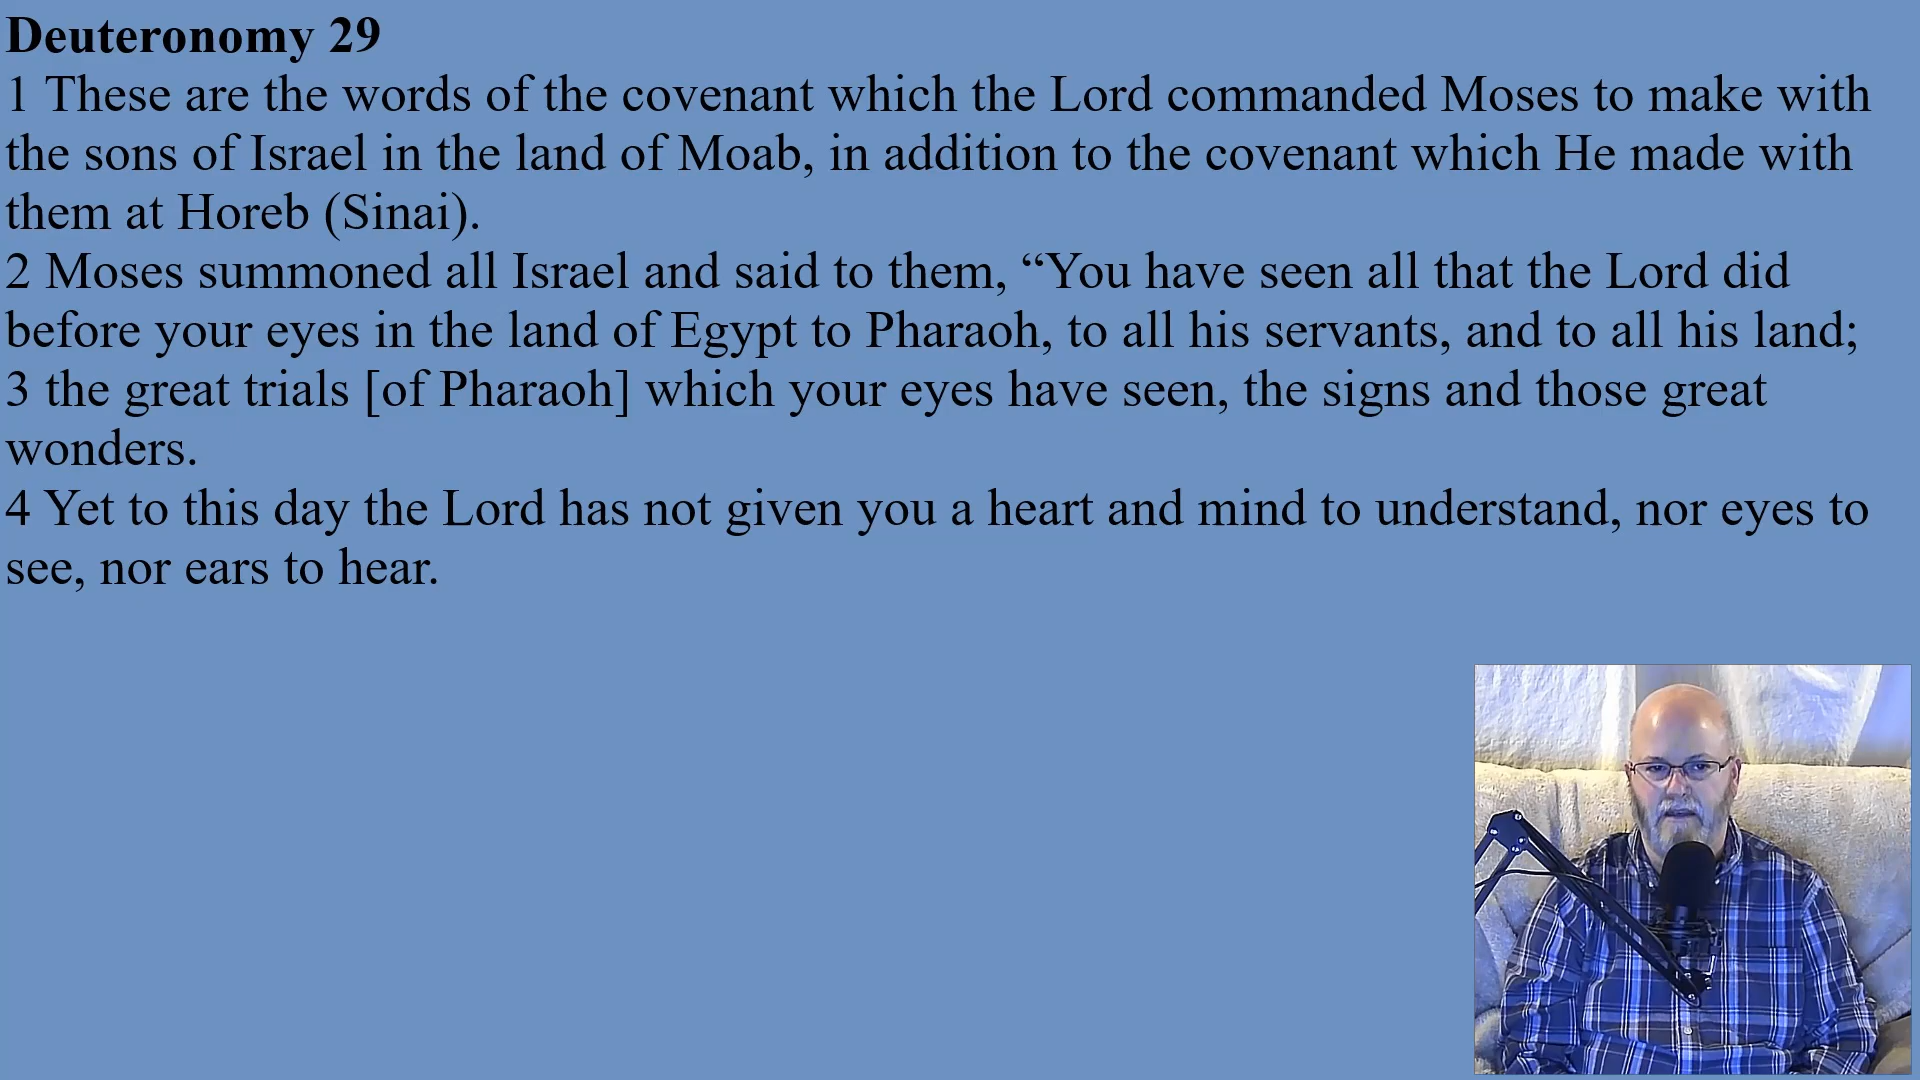 Deuteronomy 29
1 These are the words of the covenant which the Lord commanded Moses to make with
the sons of Israel in the land of Moab, in addition to the covenant which He made with
them at Horeb (Sinai).
2 Moses summoned all Israel and said to them, “You have seen all that the Lord did
before your eyes in the land of Egypt to Pharaoh, to all his servants, and to all his land;
3 the great trials [of Pharaoh] which your eyes have seen, the signs and those great
wonders.
4 Yet to this day the Lord has not given you a heart and mind to understand, nor eyes to
see, nor ears to hear.